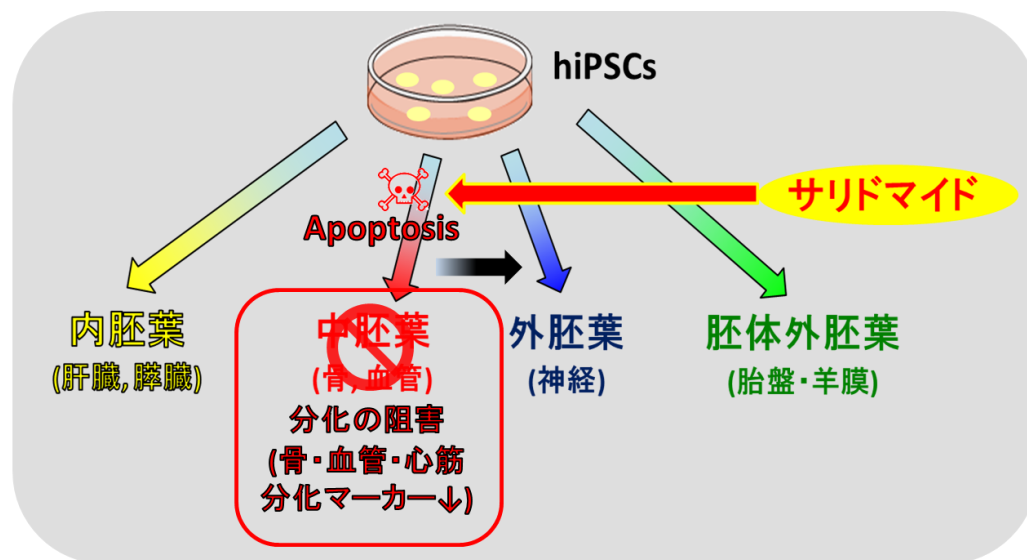 hiPSCs
サリドマイド
Apoptosis
内胚葉
(肝臓,膵臓)
中胚葉
(骨,血管)
分化の阻害
(骨・血管・心筋
分化マーカー↓)
外胚葉
(神経)
胚体外胚葉
(胎盤・羊膜)